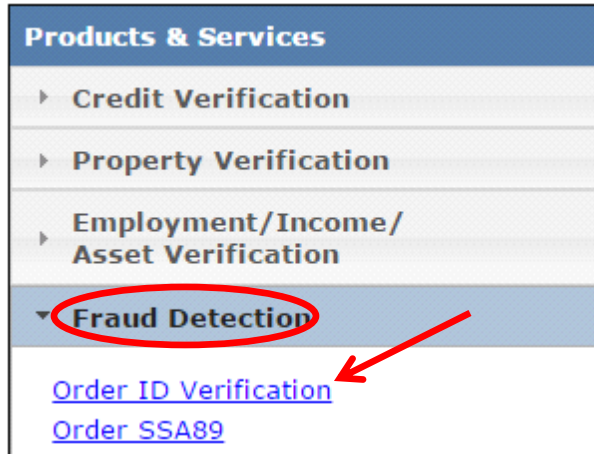 Products & Services
Credit Verification
Property Verification
Employment/Income/
Asset Verification
Fraud Detection
Order ID Verification
Order SSA89